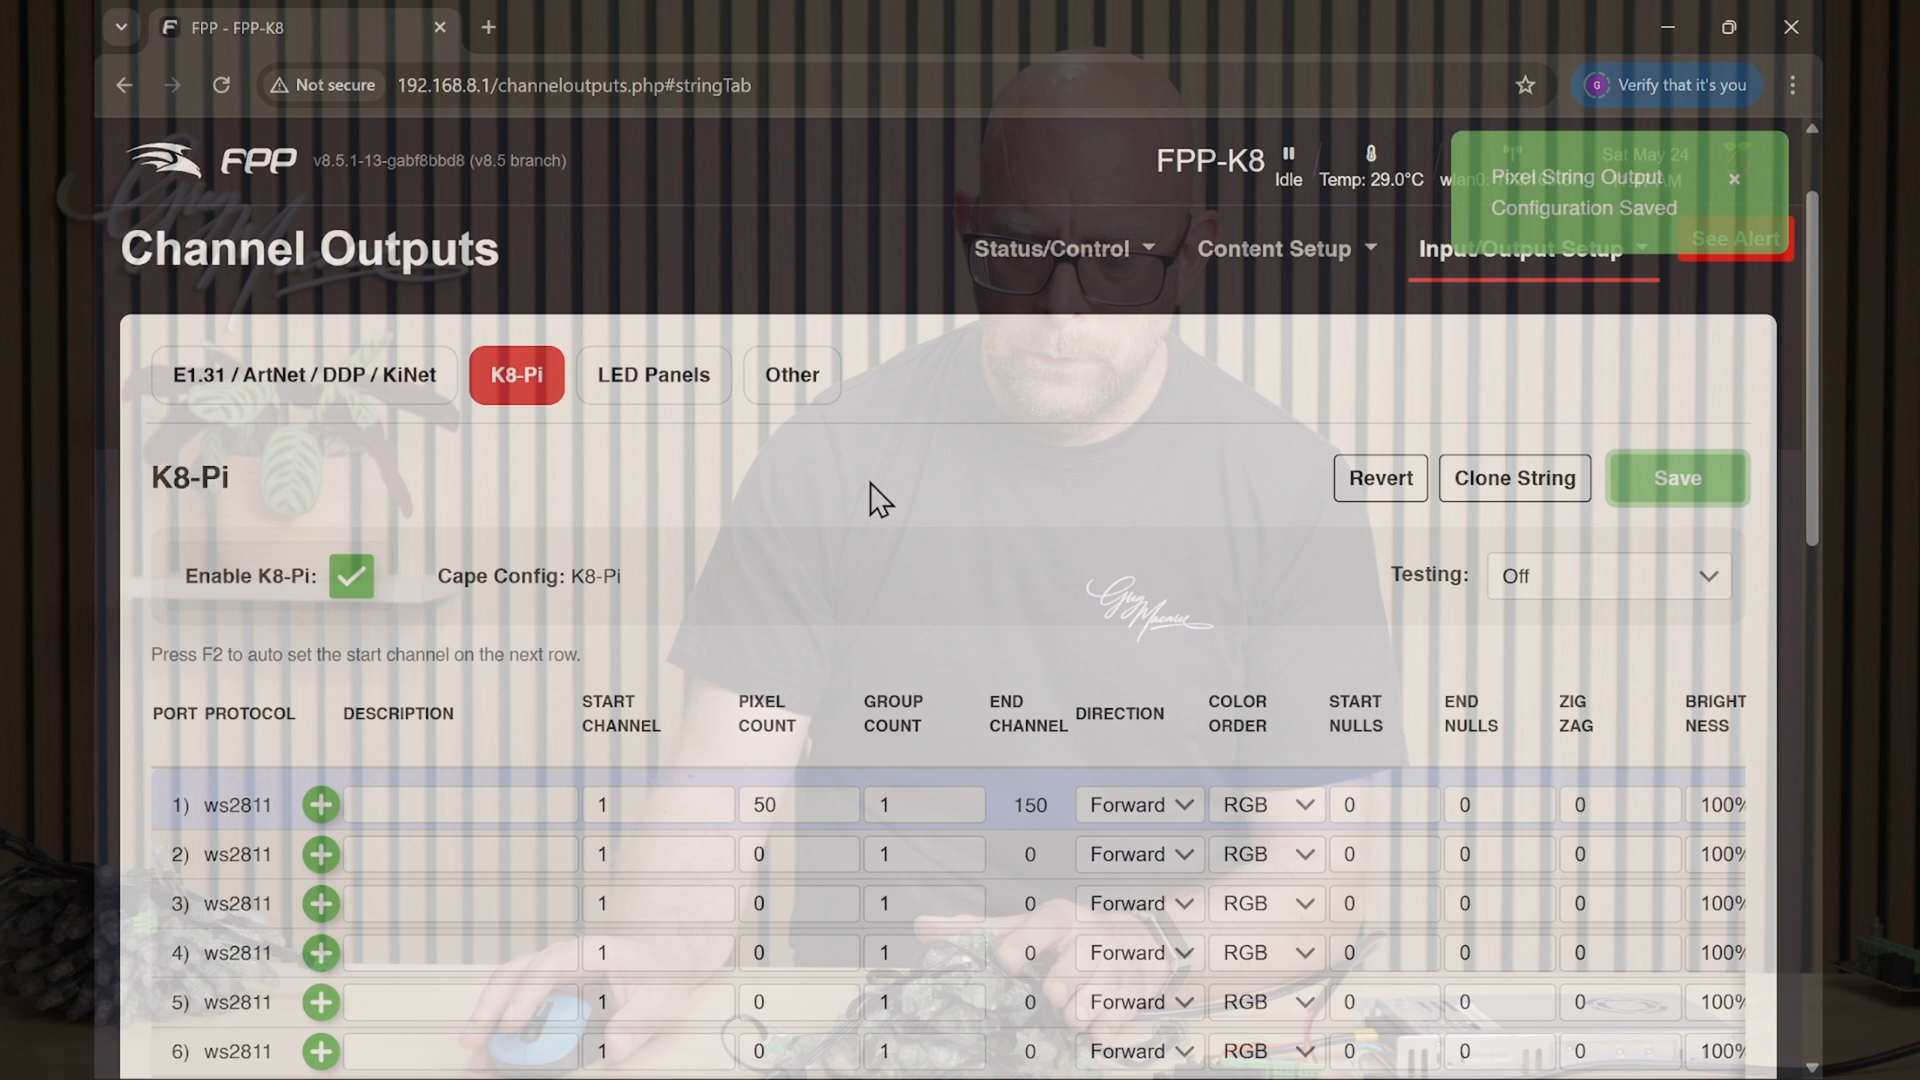 FPP - FPP-K8
Not secure
192.168.8.1/channeloutputs.php#stringTab
G
Verify that it's you
FPP
v8.5.1-13-gabf8bbd8 (v8.5 branch)
FPP-K8
Idle
Temp: 29.0°C
wlan0:
Sat May 24
AM
Pixel String Output
Configuration Saved
Channel Outputs
Status/Control
Content Setup
Input/Output Setup
See Alert
E1.31 / ArtNet / DDP / KiNet
K8-Pi
LED Panels
Other
K8-Pi
Revert
Clone String
Save
Enable K8-Pi:
Cape Config: K8-Pi
Testing:
Off
Greg Macaree
Press F2 to auto set the start channel on the next row.
PORT PROTOCOL DESCRIPTION START CHANNEL PIXEL COUNT GROUP COUNT END CHANNEL DIRECTION COLOR ORDER START NULLS END NULLS ZIG ZAG BRIGHT NESS
1) ws2811 1 50 1 150 Forward RGB 0 0 0 100%
2) ws2811 1 0 1 0 Forward RGB 0 0 0 100%
3) ws2811 1 0 1 0 Forward RGB 0 0 0 100%
4) ws2811 1 0 1 0 Forward RGB 0 0 0 100%
5) ws2811 1 0 1 0 Forward RGB 0 0 0 100%
6) ws2811 1 0 1 0 Forward RGB 0 0 0 100%